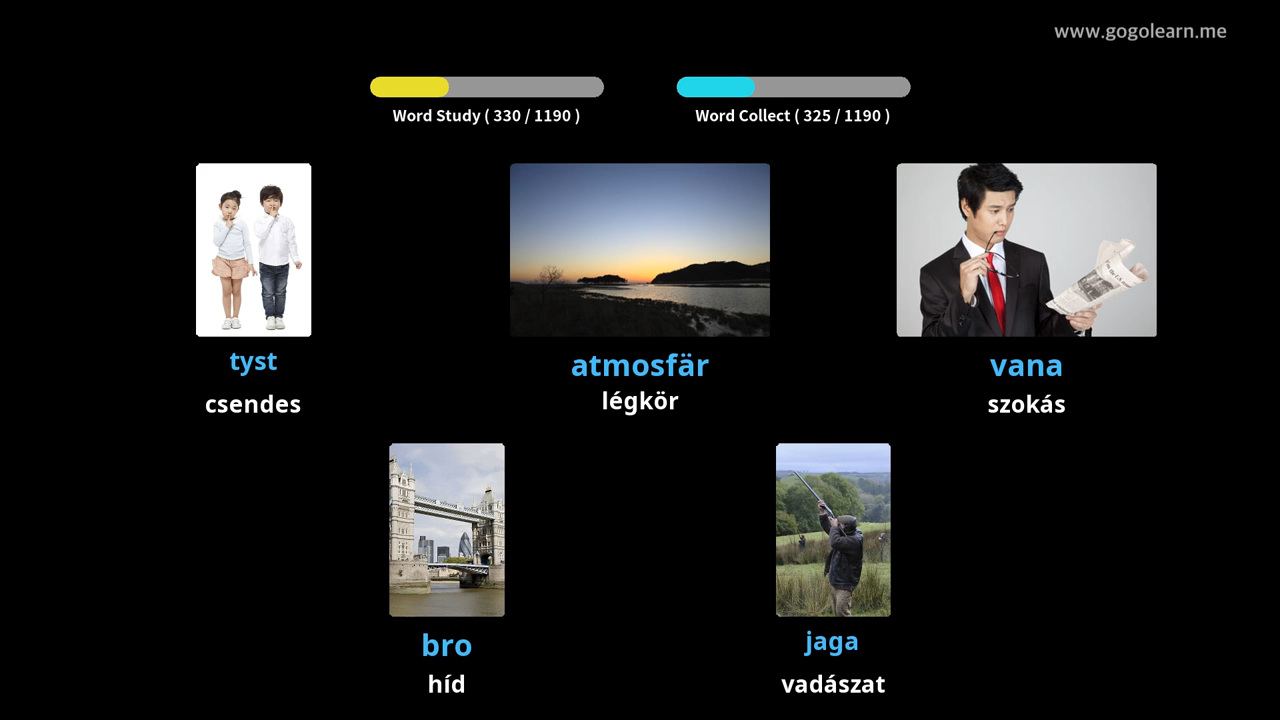 www.gogolearn.me
Word Study ( 330 / 1190 )
Word Collect ( 325 / 1190 )
tyst
csendes
atmosfär
légkör
vana
szokás
bro
híd
jaga
vadászat